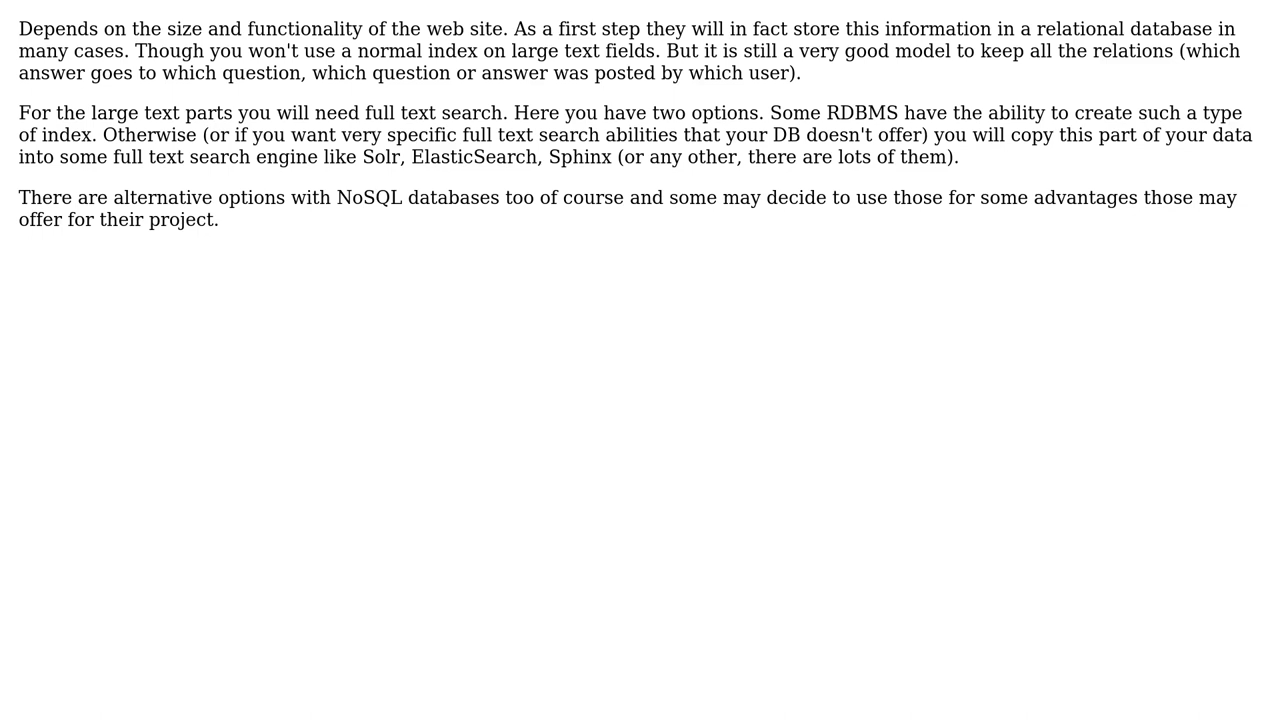 Depends on the size and functionality of the web site. As a first step they will in fact store this information in a relational database in
many cases. Though you won't use a normal index on large text fields. But it is still a very good model to keep all the relations (which
answer goes to which question, which question or answer was posted by which user).
For the large text parts you will need full text search. Here you have two options. Some RDBMS have the ability to create such a type
of index. Otherwise (or if you want very specific full text search abilities that your DB doesn't offer) you will copy this part of your data
into some full text search engine like Solr, ElasticSearch, Sphinx (or any other, there are lots of them).
There are alternative options with NoSQL databases too of course and some may decide to use those for some advantages those may
offer for their project.